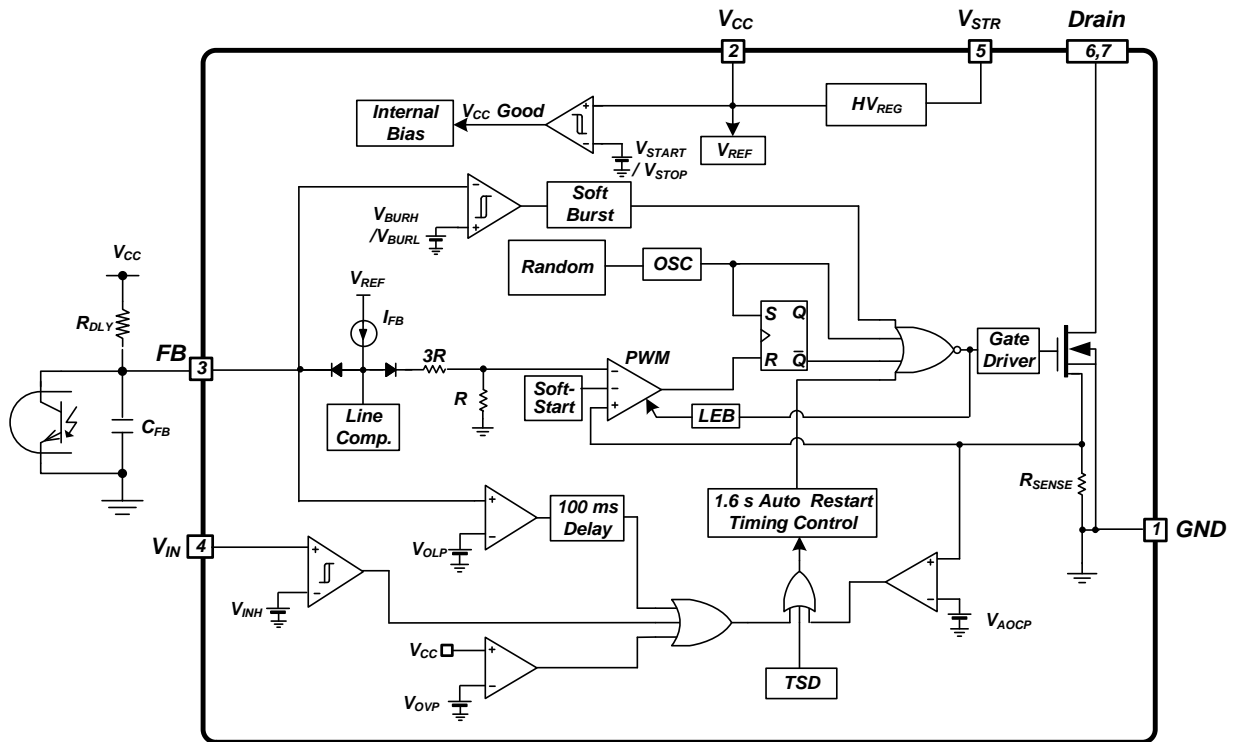 VCC
VSTR
Drain
2
5
6,7
Internal
Bias
VCC Good
+
−
HVREG
VSTART
/ VSTOP
VREF
−
+
Soft
Burst
VBURH
/VBURL
Random
OSC
VCC
RDLY
VREF
IFB
S
Q
R
Q̅
FB
3
3R
PWM
−
−
+
Gate
Driver
R
Soft-
Start
Line
Comp.
LEB
CFB
RSENSE
1.6 s Auto Restart
Timing Control
+
−
100 ms
Delay
VOLP
1
GND
VIN
4
+
−
VINH
+
−
VAOCP
VCC
+
−
VOVP
TSD